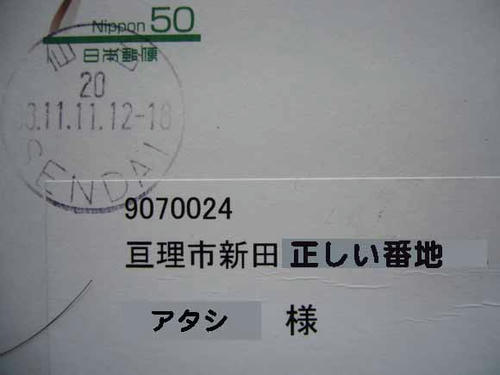 Nippon 50
日本郵便
仙
20
3.11.11.12-18
SENDAI
9070024
亘理市新田 正しい番地
アタシ 様